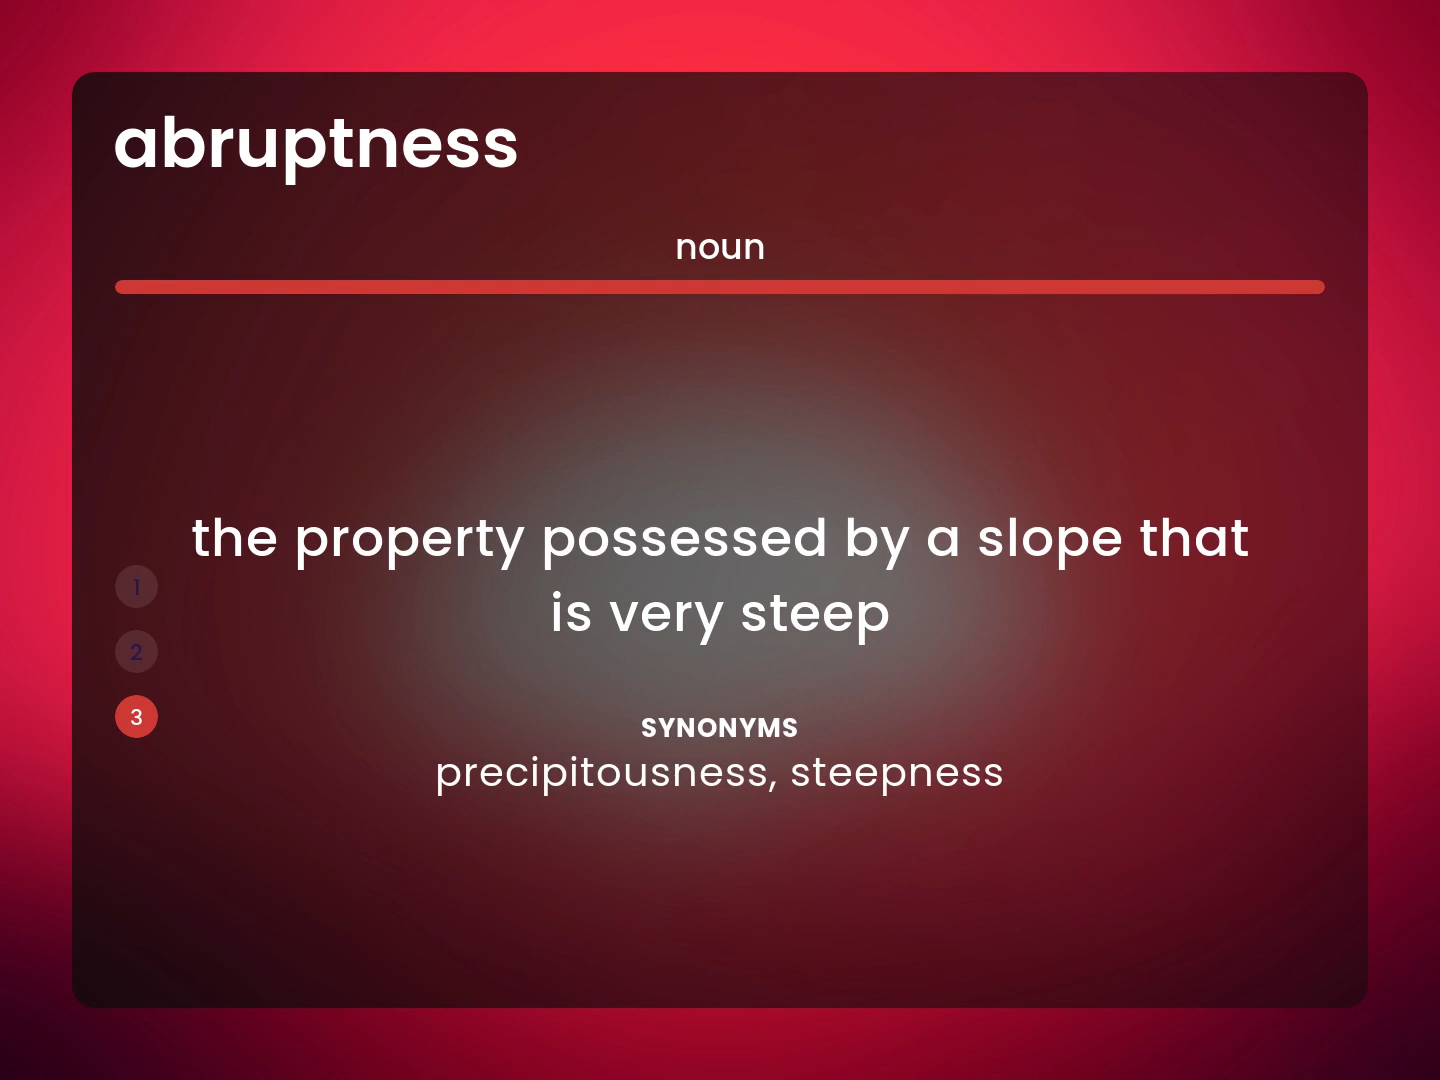 abruptness
noun
the property possessed by a slope that
is very steep
1
2
3
SYNONYMS
precipitousness, steepness